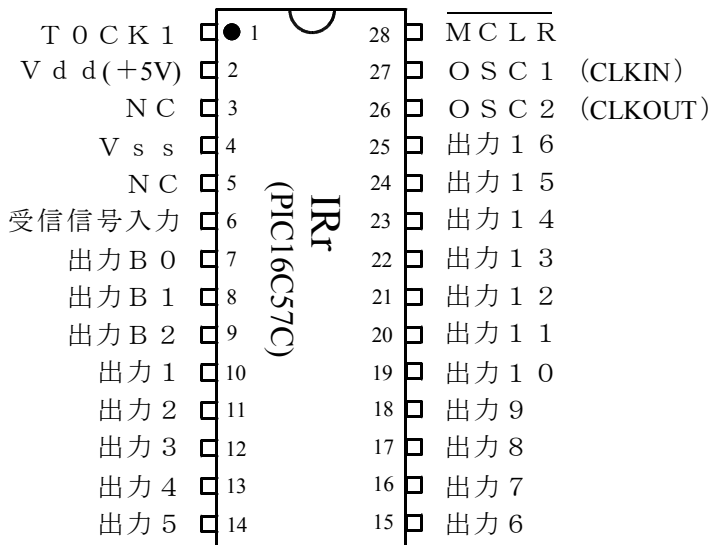 T0CK1 1 28 MCLR
Vdd(+5V) 2 27 OSC1 (CLKIN)
NC 3 26 OSC2 (CLKOUT)
Vss 4 25 出力16
NC 5 24 出力15
受信信号入力 6 23 出力14
出力B0 7 22 出力13
出力B1 8 21 出力12
出力B2 9 20 出力11
出力1 10 19 出力10
出力2 11 18 出力9
出力3 12 17 出力8
出力4 13 16 出力7
出力5 14 15 出力6
IRr
(PIC16C57C)